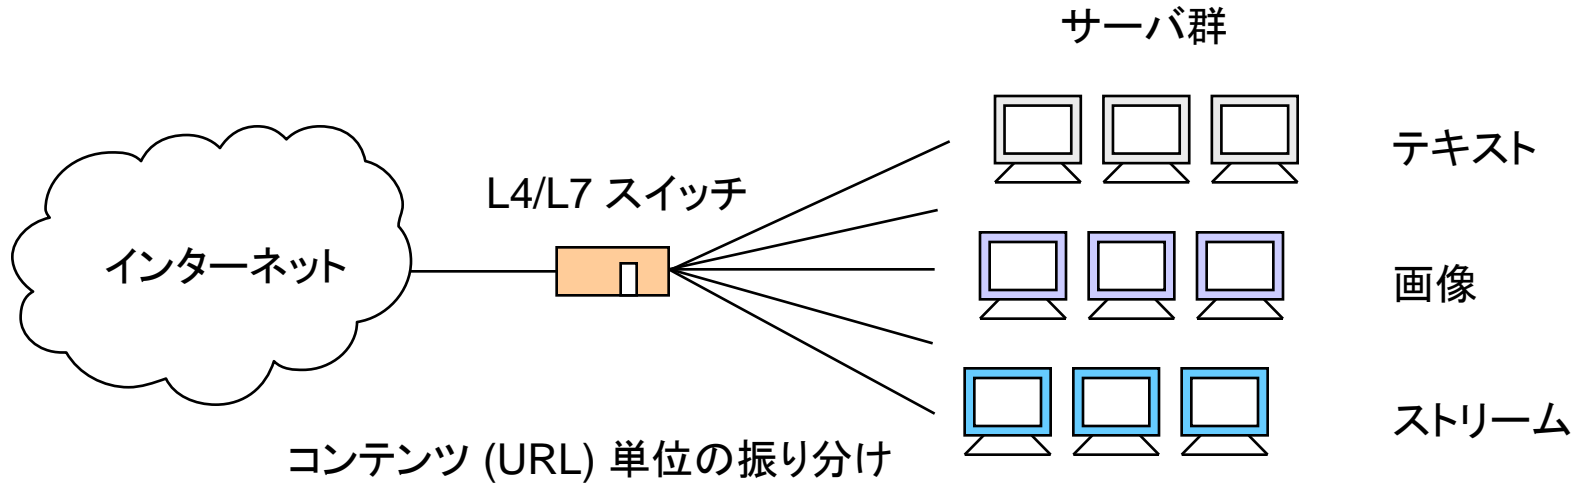 サーバ群
テキスト
L4/L7 スイッチ
インターネット
画像
ストリーム
コンテンツ (URL) 単位の振り分け